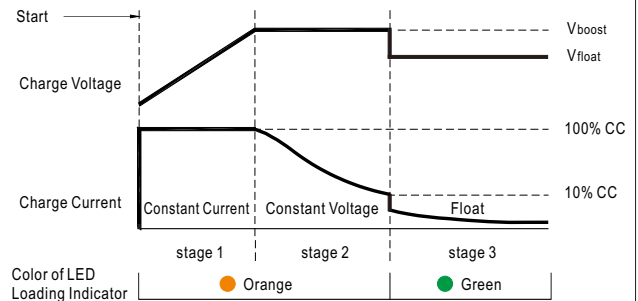 Start
Vboost
Vfloat
Charge Voltage
100% CC
10% CC
Charge Current
Constant Current
Constant Voltage
Float
stage 1
stage 2
stage 3
Color of LED
Loading Indicator
Orange
Green